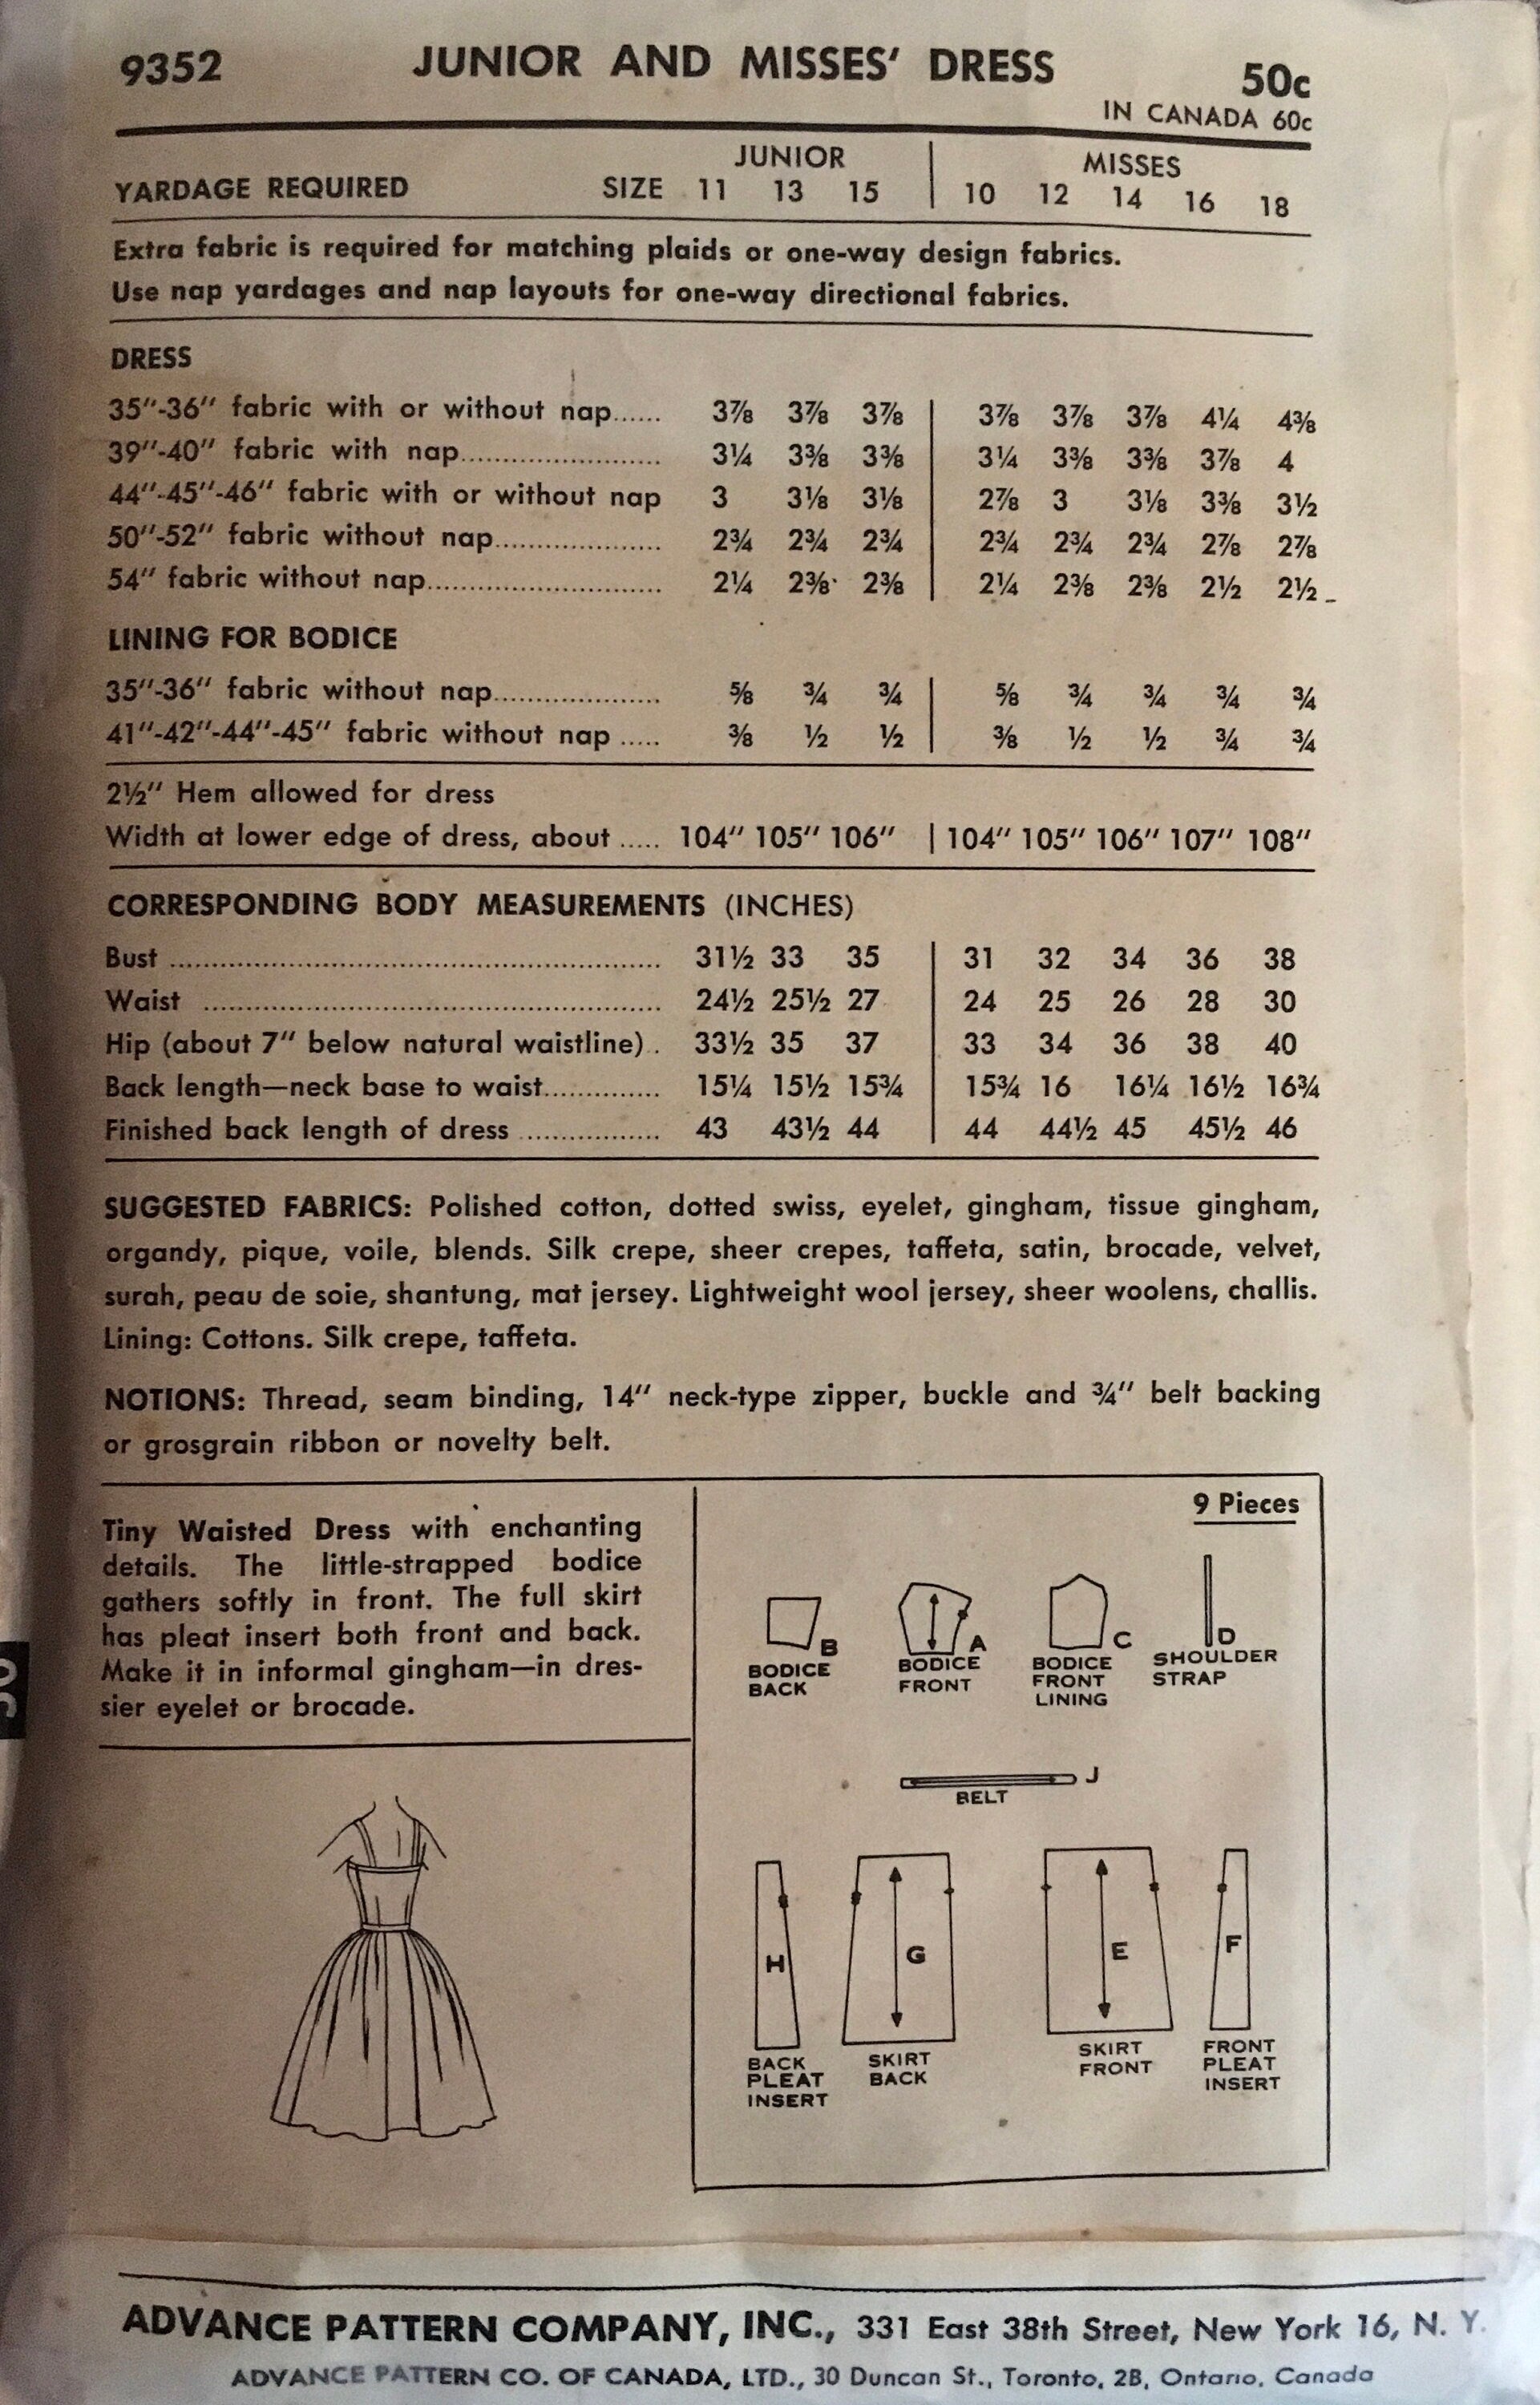 9352 JUNIOR AND MISSES' DRESS 50c
IN CANADA 60c
JUNIOR MISSES
YARDAGE REQUIRED SIZE 11 13 15 | 10 12 14 16 18
Extra fabric is required for matching plaids or one-way design fabrics.
Use nap yardages and nap layouts for one-way directional fabrics.
DRESS
35"-36" fabric with or without nap...... 3⅞ 3⅞ 3⅞ | 3⅞ 3⅞ 3⅞ 4¼ 4⅜
39"-40" fabric with nap........................ 3¼ 3⅜ 3⅜ | 3¼ 3⅜ 3⅜ 3⅞ 4
44"-45"-46" fabric with or without nap 3 3⅛ 3⅛ | 2⅞ 3 3⅛ 3⅜ 3½
50"-52" fabric without nap.................... 2¾ 2¾ 2¾ | 2¾ 2¾ 2¾ 2⅞ 2⅞
54" fabric without nap............................ 2¼ 2⅜ 2⅜ | 2¼ 2⅜ 2⅜ 2½ 2½
LINING FOR BODICE
35"-36" fabric without nap.................... ⅝ ¾ ¾ | ⅝ ¾ ¾ ¾ ¾
41"-42"-44"-45" fabric without nap ..... ⅜ ½ ½ | ⅜ ½ ½ ¾ ¾
2½" Hem allowed for dress
Width at lower edge of dress, about ..... 104" 105" 106" | 104" 105" 106" 107" 108"
CORRESPONDING BODY MEASUREMENTS (INCHES)
Bust ........................................................... 31½ 33 35 | 31 32 34 36 38
Waist ....................................................... 24½ 25½ 27 | 24 25 26 28 30
Hip (about 7" below natural waistline) . 33½ 35 37 | 33 34 36 38 40
Back length—neck base to waist.............. 15¼ 15½ 15¾ | 15¾ 16 16¼ 16½ 16¾
Finished back length of dress ................ 43 43½ 44 | 44 44½ 45 45½ 46
SUGGESTED FABRICS: Polished cotton, dotted swiss, eyelet, gingham, tissue gingham,
organdy, pique, voile, blends. Silk crepe, sheer crepes, taffeta, satin, brocade, velvet,
surah, peau de soie, shantung, mat jersey. Lightweight wool jersey, sheer woolens, challis.
Lining: Cottons. Silk crepe, taffeta.
NOTIONS: Thread, seam binding, 14" neck-type zipper, buckle and ¾" belt backing
or grosgrain ribbon or novelty belt.
Tiny Waisted Dress with enchanting
details. The little-strapped bodice
gathers softly in front. The full skirt
has pleat insert both front and back.
Make it in informal gingham—in dres-
sier eyelet or brocade.
9 Pieces
B
BODICE
BACK
A
BODICE
FRONT
C
BODICE
FRONT
LINING
D
SHOULDER
STRAP
J
BELT
H
BACK
PLEAT
INSERT
G
SKIRT
BACK
E
SKIRT
FRONT
F
FRONT
PLEAT
INSERT
ADVANCE PATTERN COMPANY, INC., 331 East 38th Street, New York 16, N. Y.
ADVANCE PATTERN CO. OF CANADA, LTD., 30 Duncan St., Toronto, 2B, Ontario, Canada